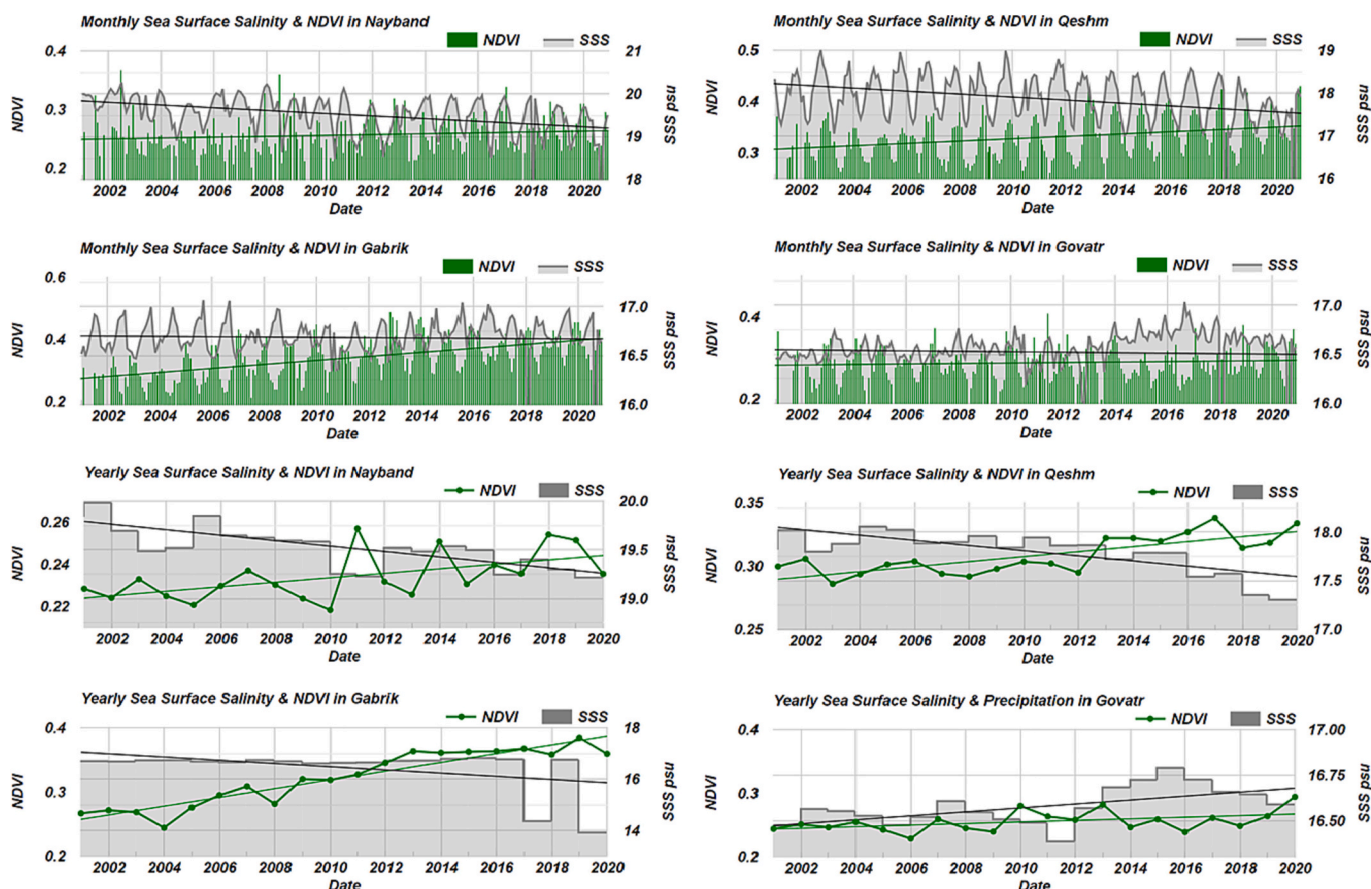 Monthly Sea Surface Salinity & NDVI in Nayband
NDVI SSS
0.4
0.3
0.2
NDVI
21
20
19
18
SSS psu
2002 2004 2006 2008 2010 2012 2014 2016 2018 2020
Date
Monthly Sea Surface Salinity & NDVI in Qeshm
NDVI SSS
0.5
0.4
0.3
NDVI
19
18
17
16
SSS psu
2002 2004 2006 2008 2010 2012 2014 2016 2018 2020
Date
Monthly Sea Surface Salinity & NDVI in Gabrik
NDVI SSS
0.6
0.4
0.2
NDVI
17.0
16.5
16.0
SSS psu
2002 2004 2006 2008 2010 2012 2014 2016 2018 2020
Date
Monthly Sea Surface Salinity & NDVI in Govatr
NDVI SSS
0.4
0.2
NDVI
17.0
16.5
16.0
SSS psu
2002 2004 2006 2008 2010 2012 2014 2016 2018 2020
Date
Yearly Sea Surface Salinity & NDVI in Nayband
NDVI SSS
0.26
0.24
0.22
NDVI
20.0
19.5
19.0
SSS psu
2002 2004 2006 2008 2010 2012 2014 2016 2018 2020
Date
Yearly Sea Surface Salinity & NDVI in Qeshm
NDVI SSS
0.35
0.30
0.25
NDVI
18.0
17.5
17.0
SSS psu
2002 2004 2006 2008 2010 2012 2014 2016 2018 2020
Date
Yearly Sea Surface Salinity & NDVI in Gabrik
NDVI SSS
0.4
0.3
0.2
NDVI
18
16
14
SSS psu
2002 2004 2006 2008 2010 2012 2014 2016 2018 2020
Date
Yearly Sea Surface Salinity & Precipitation in Govatr
NDVI SSS
0.4
0.3
0.2
NDVI
17.00
16.75
16.50
SSS psu
2002 2004 2006 2008 2010 2012 2014 2016 2018 2020
Date